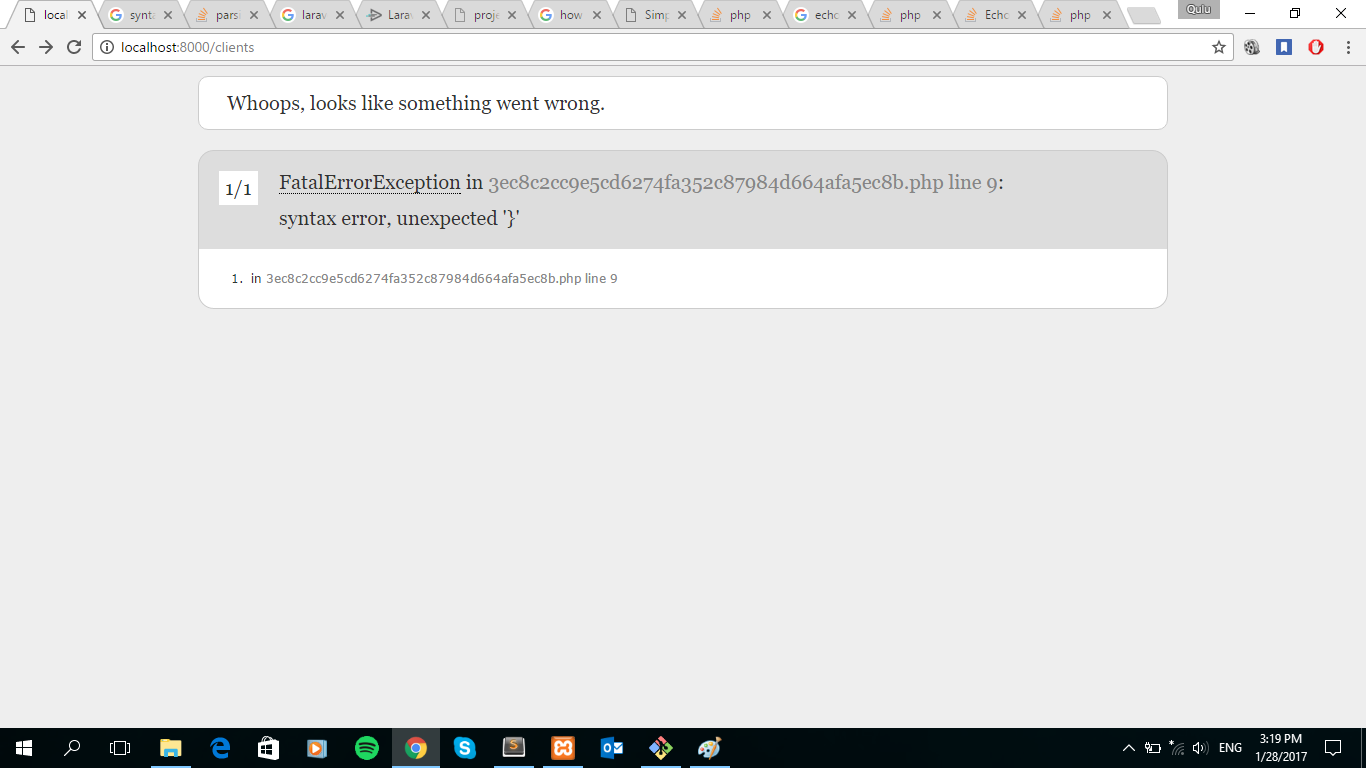 local
synt
parsi
larav
Larav
proje
how
Simp
php
echo
php
Echo
php
Qulu
localhost:8000/clients
Whoops, looks like something went wrong.
1/1
FatalErrorException in 3ec8c2cc9e5cd6274fa352c87984d664afa5ec8b.php line 9:
syntax error, unexpected '}'
1. in 3ec8c2cc9e5cd6274fa352c87984d664afa5ec8b.php line 9
ENG
3:19 PM
1/28/2017